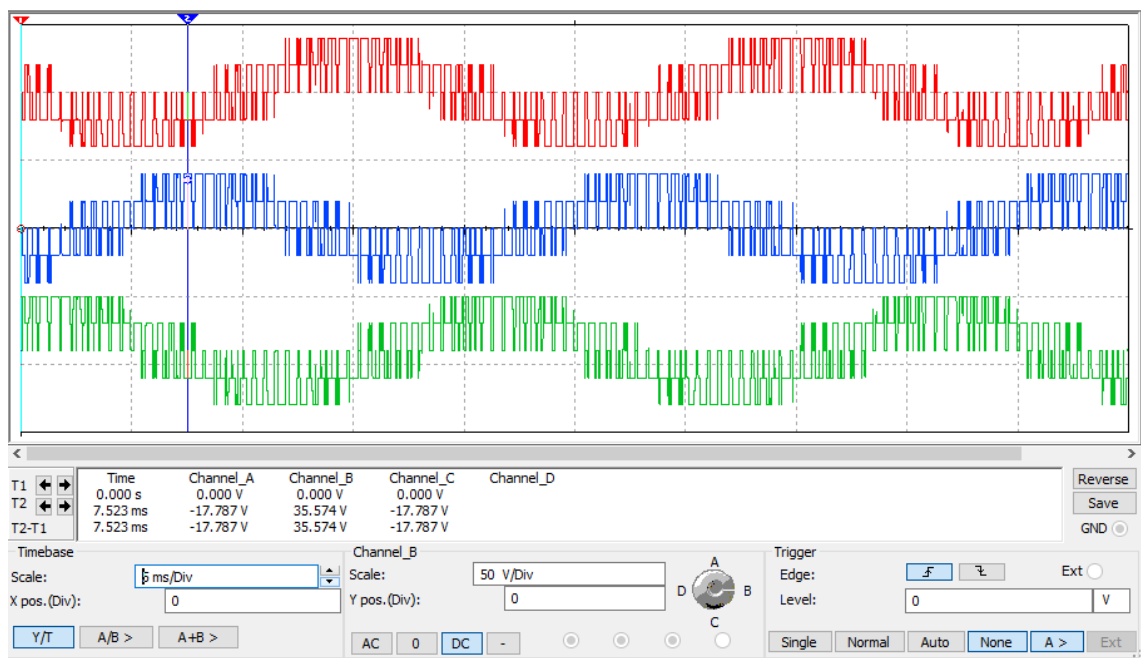 1 2
T1 Time Channel_A Channel_B Channel_C Channel_D Reverse
0.000 s 0.000 V 0.000 V 0.000 V
T2 7.523 ms -17.787 V 35.574 V -17.787 V Save
T2-T1 7.523 ms -17.787 V 35.574 V -17.787 V GND
Timebase Channel_B Trigger
Scale: 5 ms/Div Scale: 50 V/Div A Edge: Ext
D B
X pos.(Div): 0 Y pos.(Div): 0 Level: 0 V
C
Y/T A/B > A+B > AC 0 DC - Single Normal Auto None A > Ext